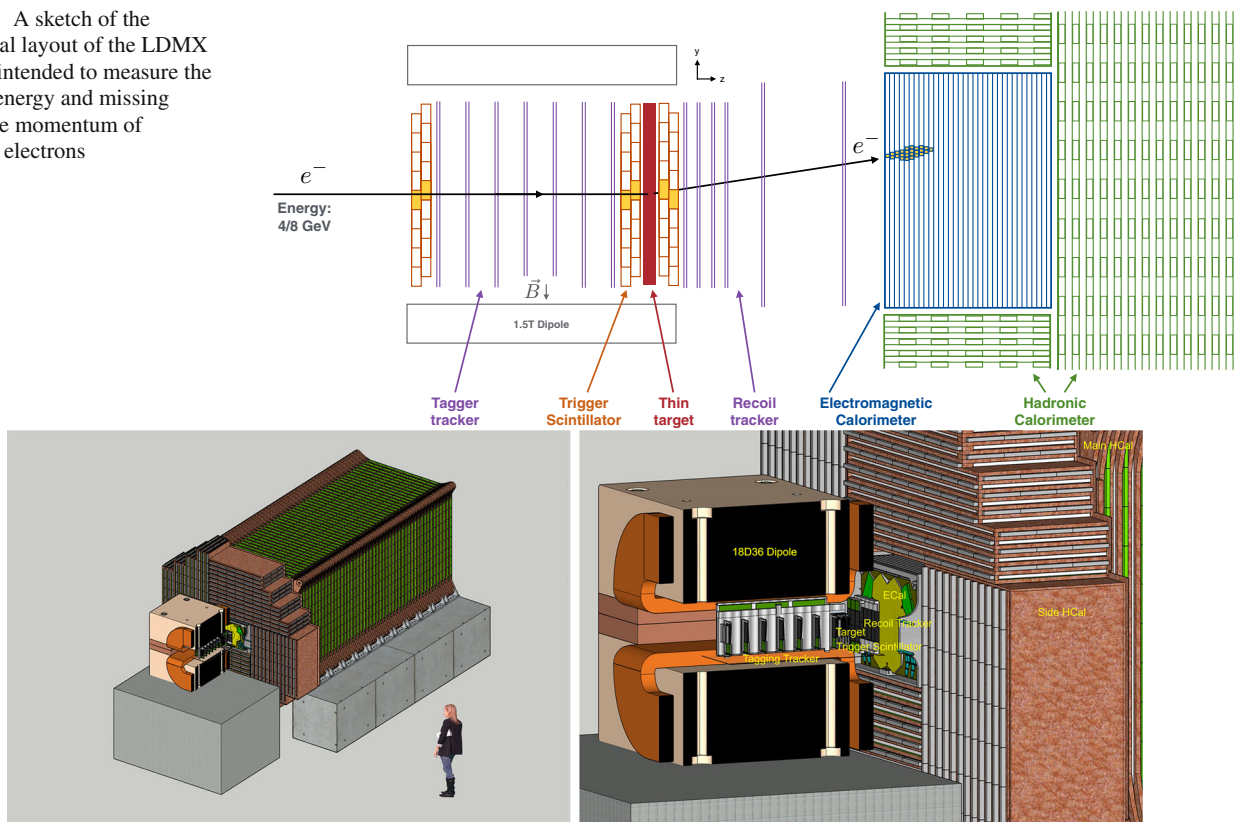 A sketch of the
al layout of the LDMX
intended to measure the
energy and missing
e momentum of
electrons
y
z
e⁻
e⁻
Energy:
4/8 GeV
B⃗↓
1.5T Dipole
Tagger
tracker
Trigger
Scintillator
Thin
target
Recoil
tracker
Electromagnetic
Calorimeter
Hadronic
Calorimeter
Main HCal
18D36 Dipole
ECal
Side HCal
Recoil Tracker
Target
Trigger Scintillator
Tagging Tracker